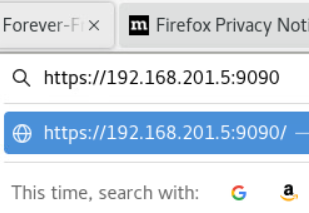 Forever-F × m Firefox Privacy Noti
https://192.168.201.5:9090
https://192.168.201.5:9090/ —
This time, search with: G a